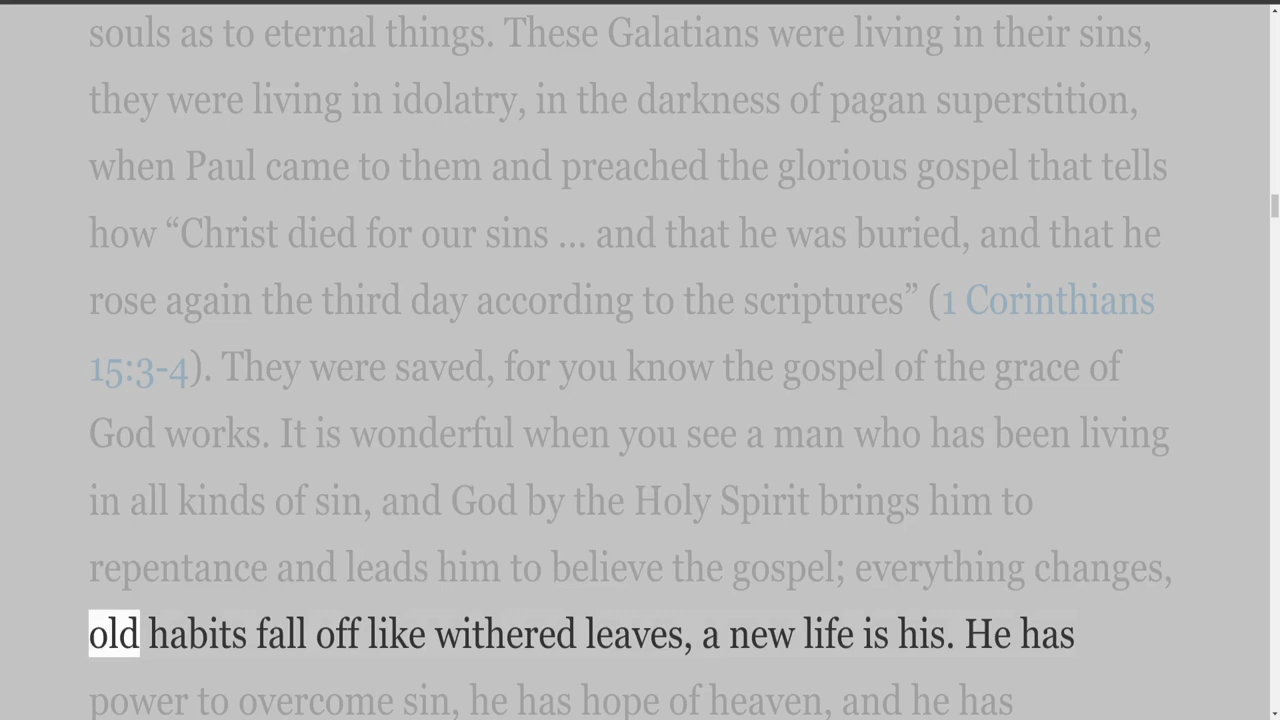 souls as to eternal things. These Galatians were living in their sins,
they were living in idolatry, in the darkness of pagan superstition,
when Paul came to them and preached the glorious gospel that tells
how “Christ died for our sins ... and that he was buried, and that he
rose again the third day according to the scriptures” (1 Corinthians
15:3-4). They were saved, for you know the gospel of the grace of
God works. It is wonderful when you see a man who has been living
in all kinds of sin, and God by the Holy Spirit brings him to
repentance and leads him to believe the gospel; everything changes,
old habits fall off like withered leaves, a new life is his. He has
power to overcome sin, he has hope of heaven, and he has